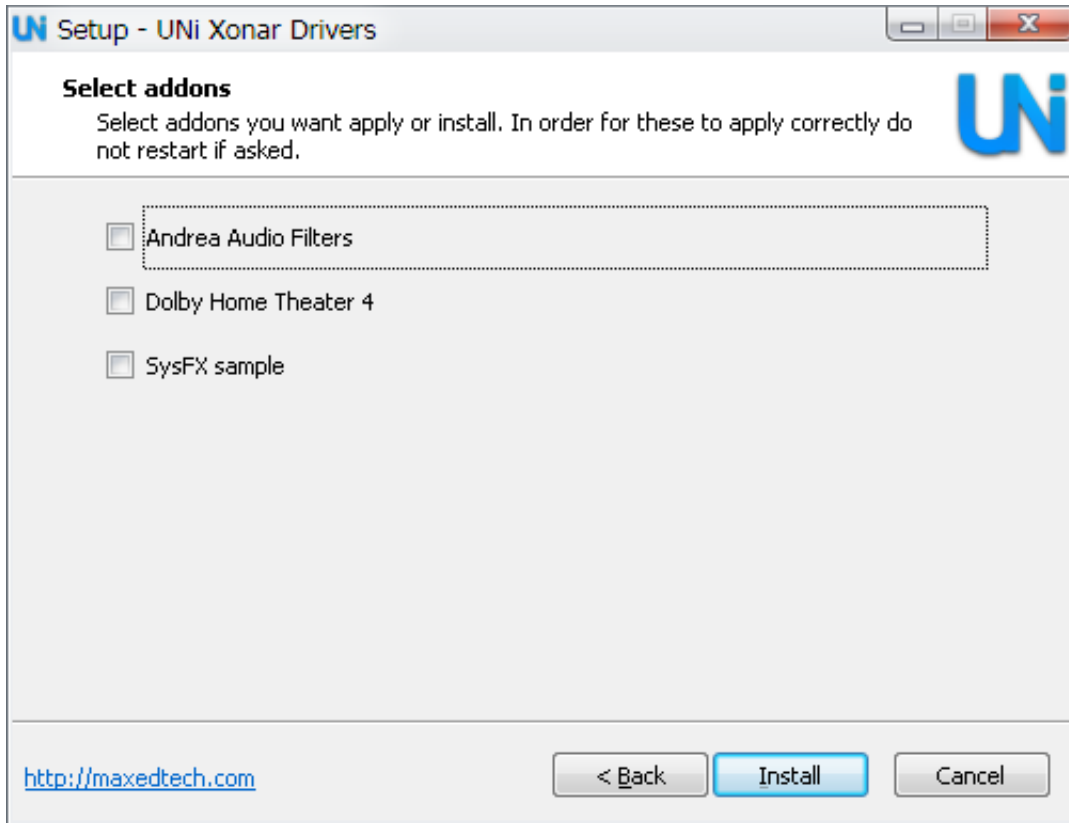 UNi Setup - UNi Xonar Drivers
Select addons
Select addons you want apply or install. In order for these to apply correctly do
not restart if asked.
UNi
Andrea Audio Filters
Dolby Home Theater 4
SysFX sample
http://maxedtech.com
< Back
Install
Cancel